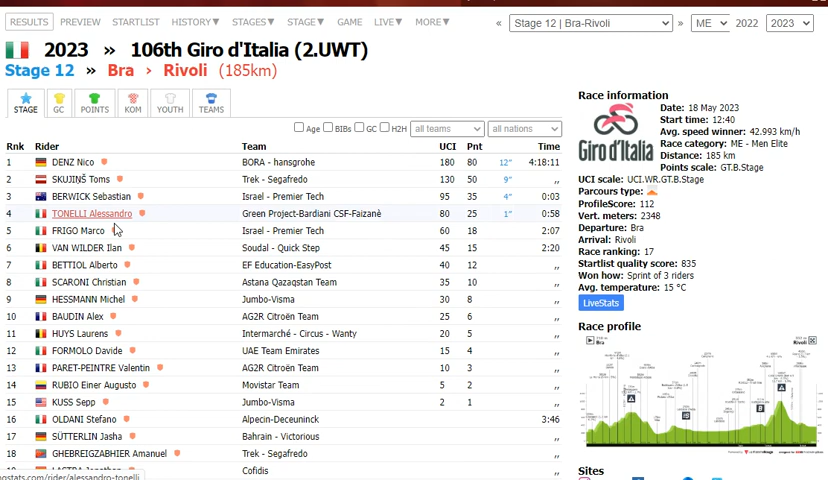 RESULTS PREVIEW STARTLIST HISTORY▼ STAGES▼ STAGE▼ GAME LIVE▼ MORE▼ « Stage 12 | Bra-Rivoli » ME 2022 2023
2023 » 106th Giro d'Italia (2.UWT)
Stage 12 » Bra › Rivoli (185km)
STAGE GC POINTS KOM YOUTH TEAMS
Age BIBs GC H2H all teams all nations
Rnk Rider Team UCI Pnt Time
1 DENZ Nico BORA - hansgrohe 180 80 12″ 4:18:11
2 SKUJIŅŠ Toms Trek - Segafredo 130 50 9″ ,,
3 BERWICK Sebastian Israel - Premier Tech 95 35 4″ 0:03
4 TONELLI Alessandro Green Project-Bardiani CSF-Faizanè 80 25 1″ 0:58
5 FRIGO Marco Israel - Premier Tech 60 18 2:07
6 VAN WILDER Ilan Soudal - Quick Step 45 15 2:20
7 BETTIOL Alberto EF Education-EasyPost 40 12 ,,
8 SCARONI Christian Astana Qazaqstan Team 35 10 ,,
9 HESSMANN Michel Jumbo-Visma 30 8 ,,
10 BAUDIN Alex AG2R Citroën Team 25 6 ,,
11 HUYS Laurens Intermarché - Circus - Wanty 20 5 ,,
12 FORMOLO Davide UAE Team Emirates 15 4 ,,
13 PARET-PEINTRE Valentin AG2R Citroën Team 10 3 ,,
14 RUBIO Einer Augusto Movistar Team 5 2 ,,
15 KUSS Sepp Jumbo-Visma 2 1 ,,
16 OLDANI Stefano Alpecin-Deceuninck 3:46
17 SÜTTERLIN Jasha Bahrain - Victorious ,,
18 GHEBREIGZABHIER Amanuel Trek - Segafredo ,,
Cofidis
Race information
Giro d'Italia
Date: 18 May 2023
Start time: 12:40
Avg. speed winner: 42.993 km/h
Race category: ME - Men Elite
Distance: 185 km
Points scale: GT.B.Stage
UCI scale: UCI.WR.GT.B.Stage
Parcours type:
ProfileScore: 112
Vert. meters: 2348
Departure: Bra
Arrival: Rivoli
Race ranking: 17
Startlist quality score: 835
Won how: Sprint of 3 riders
Avg. temperature: 15 °C
LiveStats
Race profile
Bra
Rivoli
Sites